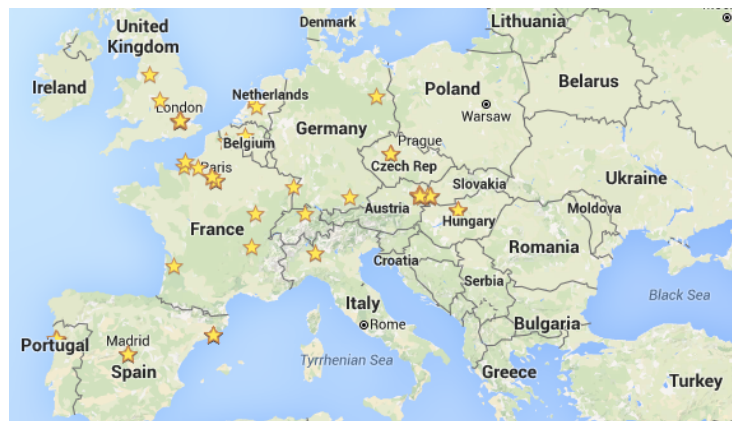 Denmark
Lithuania
United
Kingdom
Ireland
Netherlands
Poland
Belarus
London
Warsaw
Germany
Belgium
Prague
Czech Rep
Paris
Ukraine
Slovakia
Austria
Moldova
Hungary
France
Romania
Croatia
Serbia
Black Sea
Italy
Rome
Bulgaria
Madrid
Portugal
Tyrrhenian Sea
Spain
Greece
Turkey